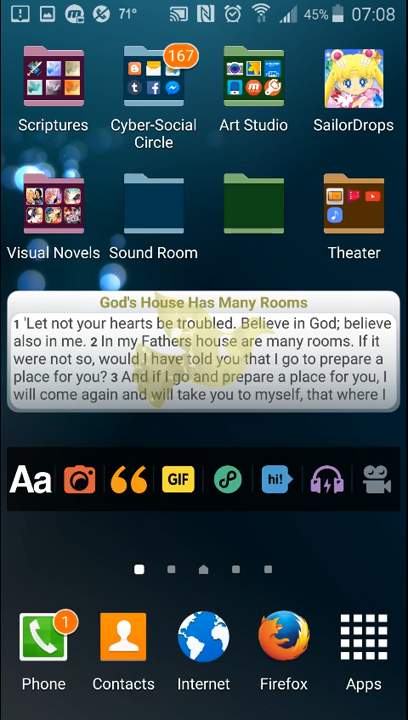 71° 45% 07:08
167
Scriptures Cyber-Social Circle Art Studio SailorDrops
Visual Novels Sound Room Theater
God's House Has Many Rooms
1 'Let not your hearts be troubled. Believe in God; believe
also in me. 2 In my Fathers house are many rooms. If it
were not so, would I have told you that I go to prepare a
place for you? 3 And if I go and prepare a place for you, I
will come again and will take you to myself, that where I
Aa GIF hi!
1
Phone Contacts Internet Firefox Apps